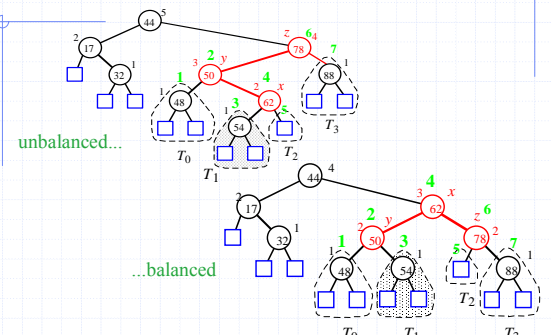 44 5
2 17
z 6 4
78
2 y
3 50
7
88 1
32 1
1
1 48
4
2 62 x
3
1 54
5
T3
T0
T2
T1
unbalanced...
44 4
2 17
4
3 62 x
32 1
2 y
2 50
z 6
78 2
...balanced
1
1 48
3
54 1
5
7
88 1
T2
T0
T1
T3